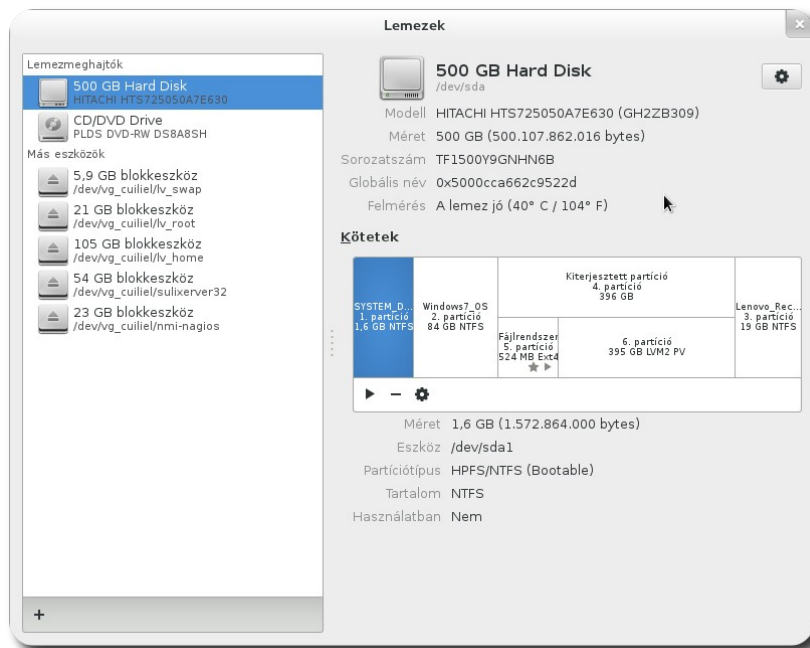 Lemezek
Lemezmeghajtók
500 GB Hard Disk
HITACHI HTS725050A7E630
CD/DVD Drive
PLDS DVD-RW DS8A8SH
Más eszközök
5,9 GB blokkeszköz
/dev/vg_cuiliel/lv_swap
21 GB blokkeszköz
/dev/vg_cuiliel/lv_root
105 GB blokkeszköz
/dev/vg_cuiliel/lv_home
54 GB blokkeszköz
/dev/vg_cuiliel/sulixerver32
23 GB blokkeszköz
/dev/vg_cuiliel/nmi-nagios
500 GB Hard Disk
/dev/sda
Modell HITACHI HTS725050A7E630 (GH2ZB309)
Méret 500 GB (500.107.862.016 bytes)
Sorozatszám TF1500Y9GNHN6B
Globális név 0x5000cca662c9522d
Felmérés A lemez jó (40° C / 104° F)
Kötetek
SYSTEM_D...
1. partíció
1,6 GB NTFS
Windows7_OS
2. partíció
84 GB NTFS
Kiterjesztett partíció
4. partíció
396 GB
Fájlrendszer
5. partíció
524 MB Ext4
6. partíció
395 GB LVM2 PV
Lenovo_Rec...
3. partíció
19 GB NTFS
Méret 1,6 GB (1.572.864.000 bytes)
Eszköz /dev/sda1
Partíciótípus HPFS/NTFS (Bootable)
Tartalom NTFS
Használatban Nem